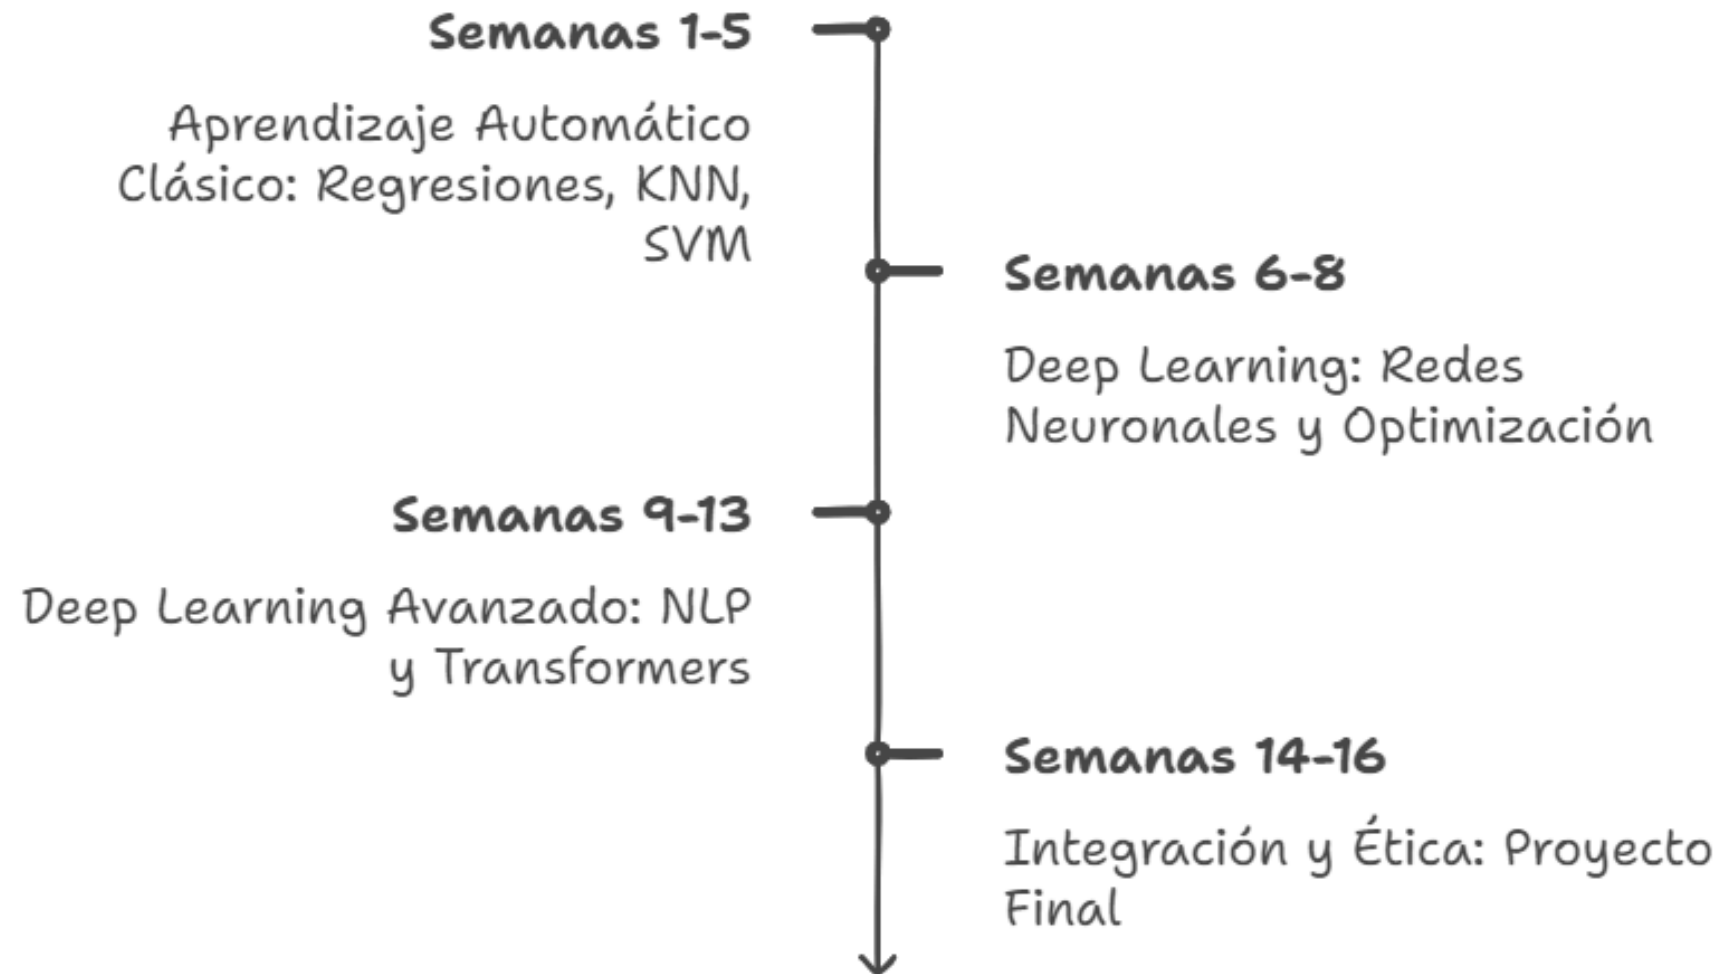 Semanas 1-5
Aprendizaje Automático
Clásico: Regresiones, KNN,
SVM
Semanas 6-8
Deep Learning: Redes
Neuronales y Optimización
Semanas 9-13
Deep Learning Avanzado: NLP
y Transformers
Semanas 14-16
Integración y Ética: Proyecto
Final